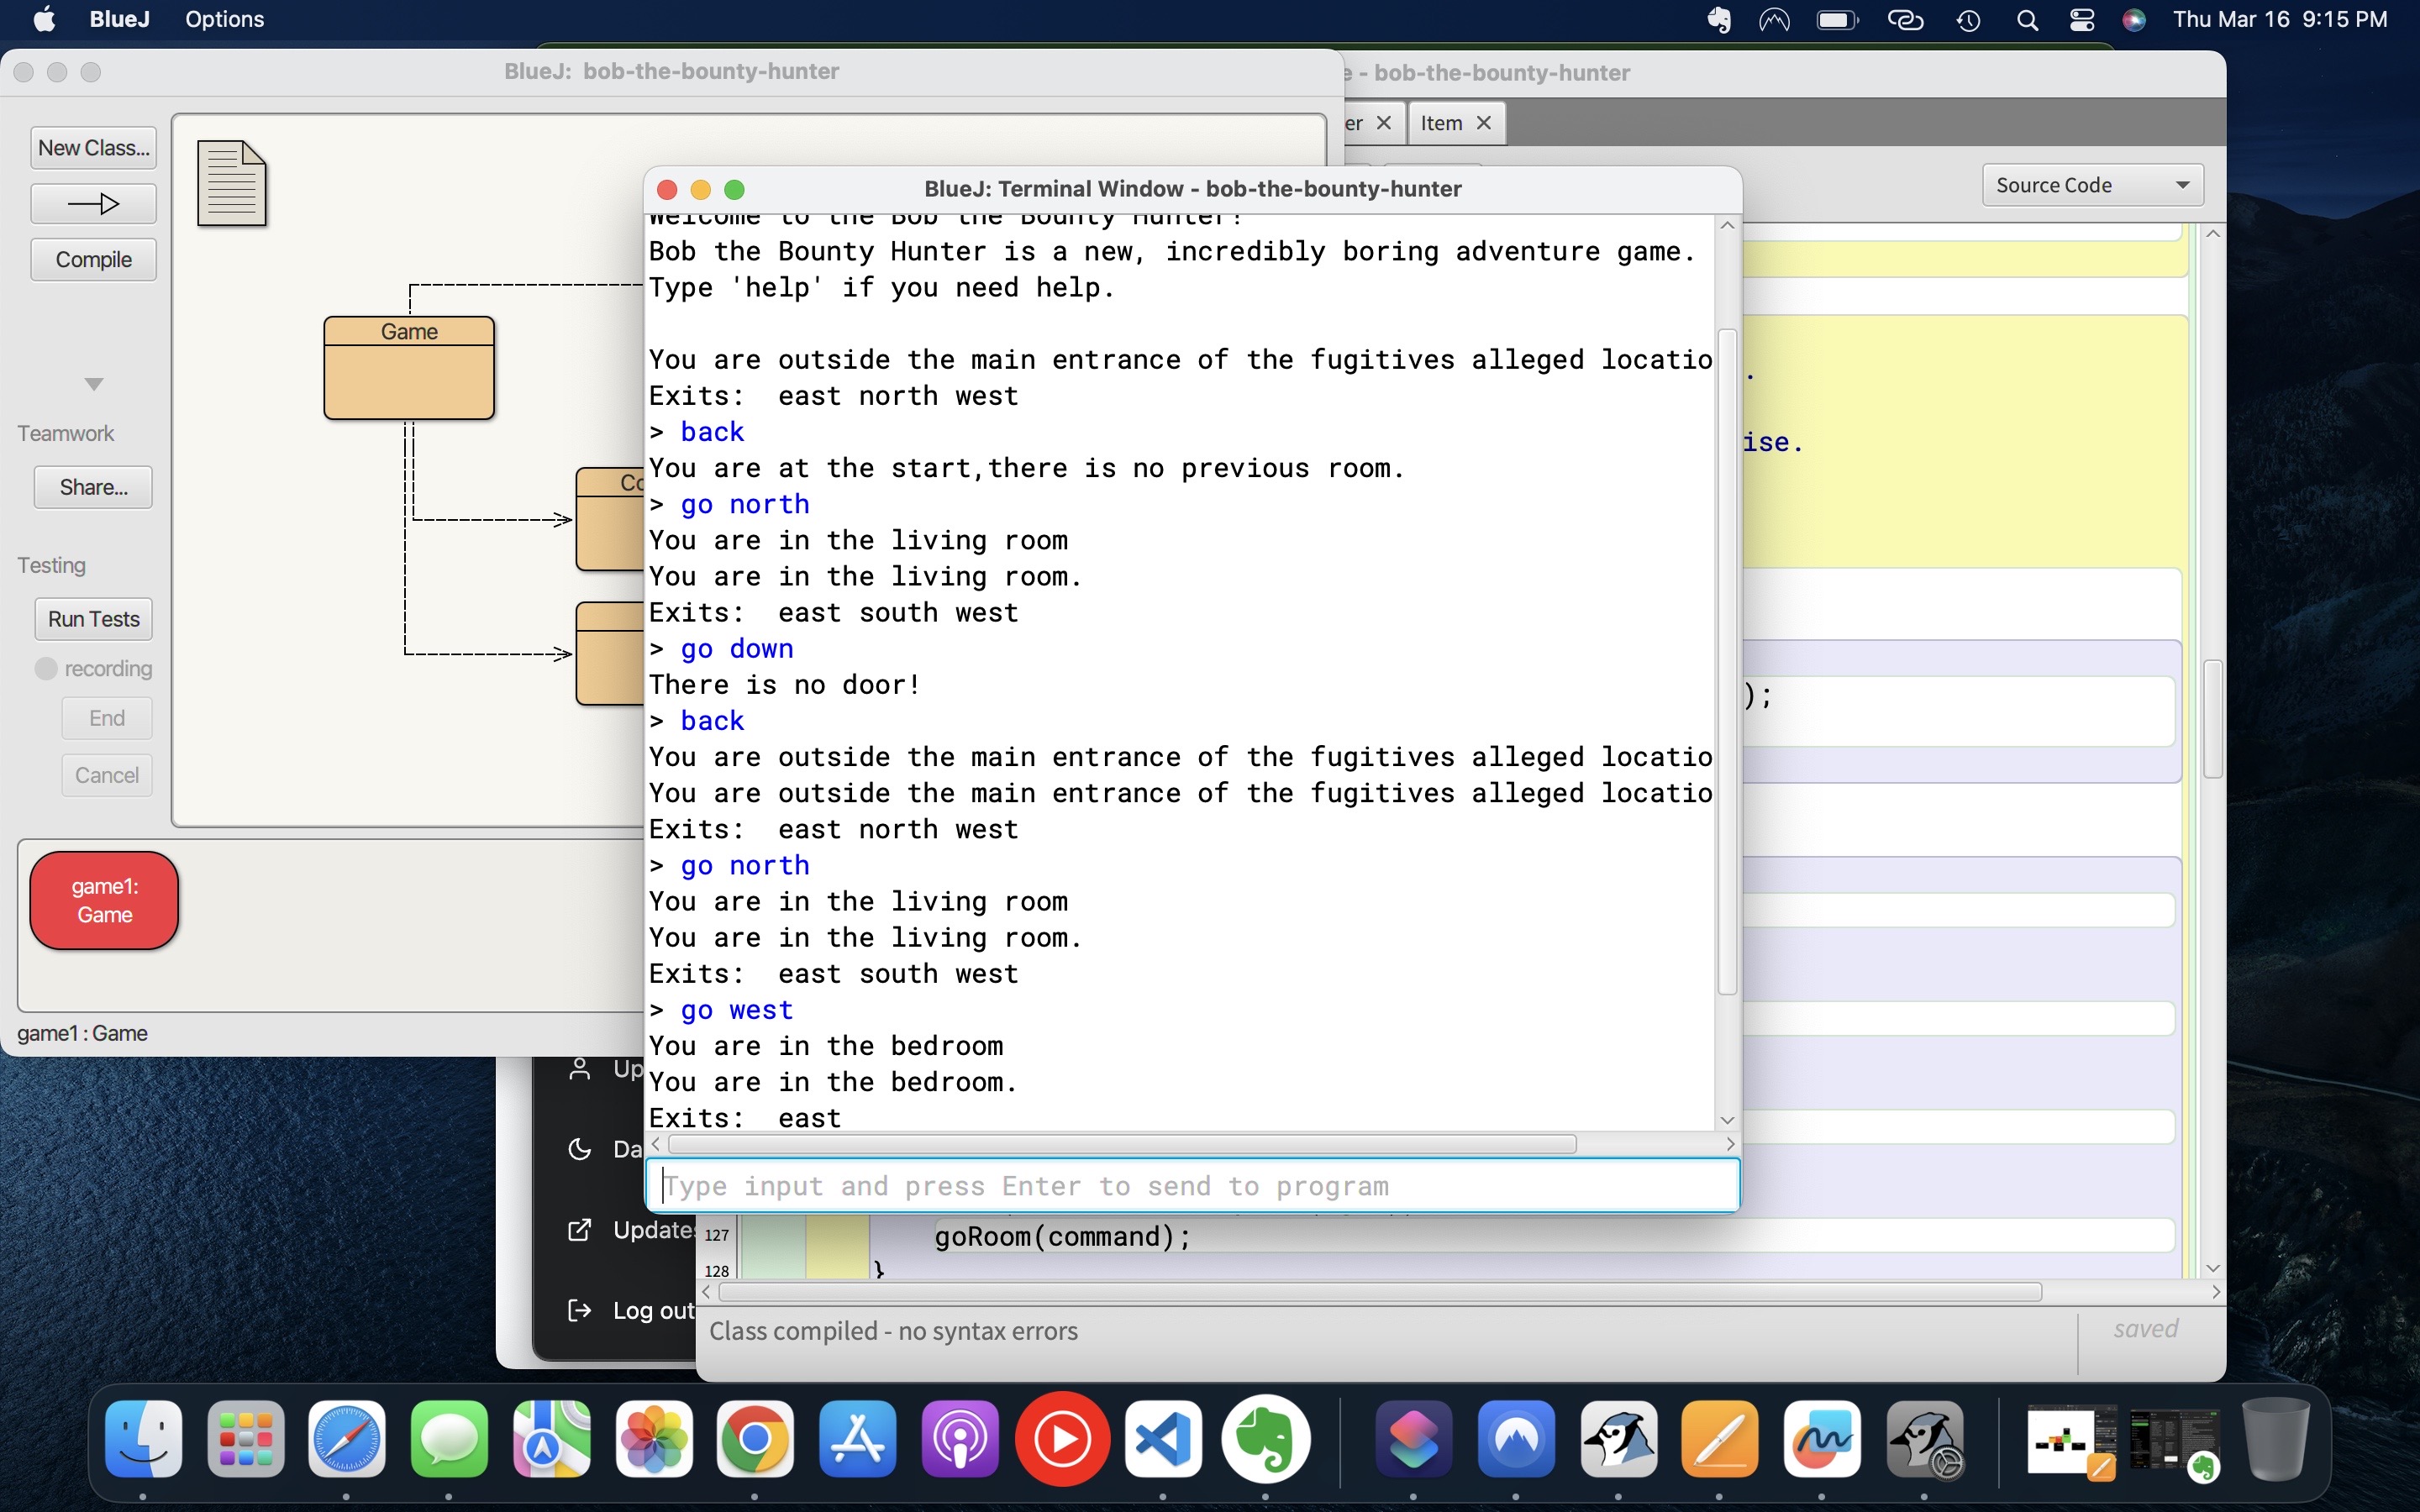 BlueJ Options
Thu Mar 16 9:15 PM
BlueJ: bob-the-bounty-hunter
- bob-the-bounty-hunter
New Class...
Compile
Teamwork
Share...
Testing
Run Tests
recording
End
Cancel
Game
game1:
Game
game1 : Game
Item
Source Code
BlueJ: Terminal Window - bob-the-bounty-hunter
Welcome to the Bob the Bounty Hunter!
Bob the Bounty Hunter is a new, incredibly boring adventure game.
Type 'help' if you need help.
You are outside the main entrance of the fugitives alleged locatio
Exits:  east north west
> back
You are at the start,there is no previous room.
> go north
You are in the living room
You are in the living room.
Exits:  east south west
> go down
There is no door!
> back
You are outside the main entrance of the fugitives alleged locatio
You are outside the main entrance of the fugitives alleged locatio
Exits:  east north west
> go north
You are in the living room
You are in the living room.
Exits:  east south west
> go west
You are in the bedroom
You are in the bedroom.
Exits:  east
Type input and press Enter to send to program
ise.
);
Up
Da
Updates
Log out
127 goRoom(command);
128 }
Class compiled - no syntax errors
saved